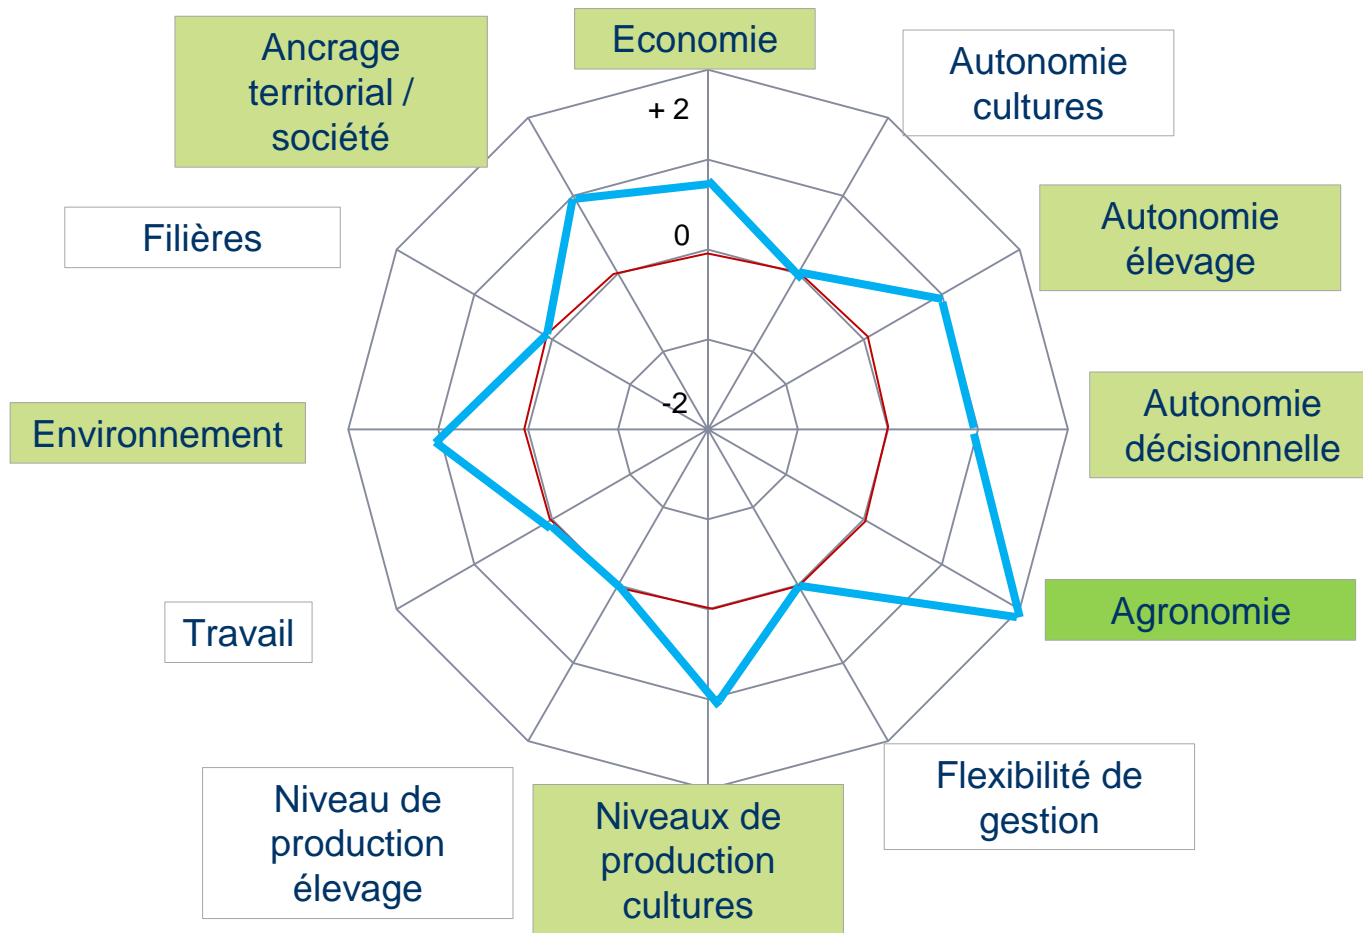 Economie
Ancrage
territorial /
société
Autonomie
cultures
+ 2
Autonomie
élevage
Filières
0
Autonomie
décisionnelle
Environnement
-2
Agronomie
Travail
Flexibilité de
gestion
Niveau de
production
élevage
Niveaux de
production
cultures